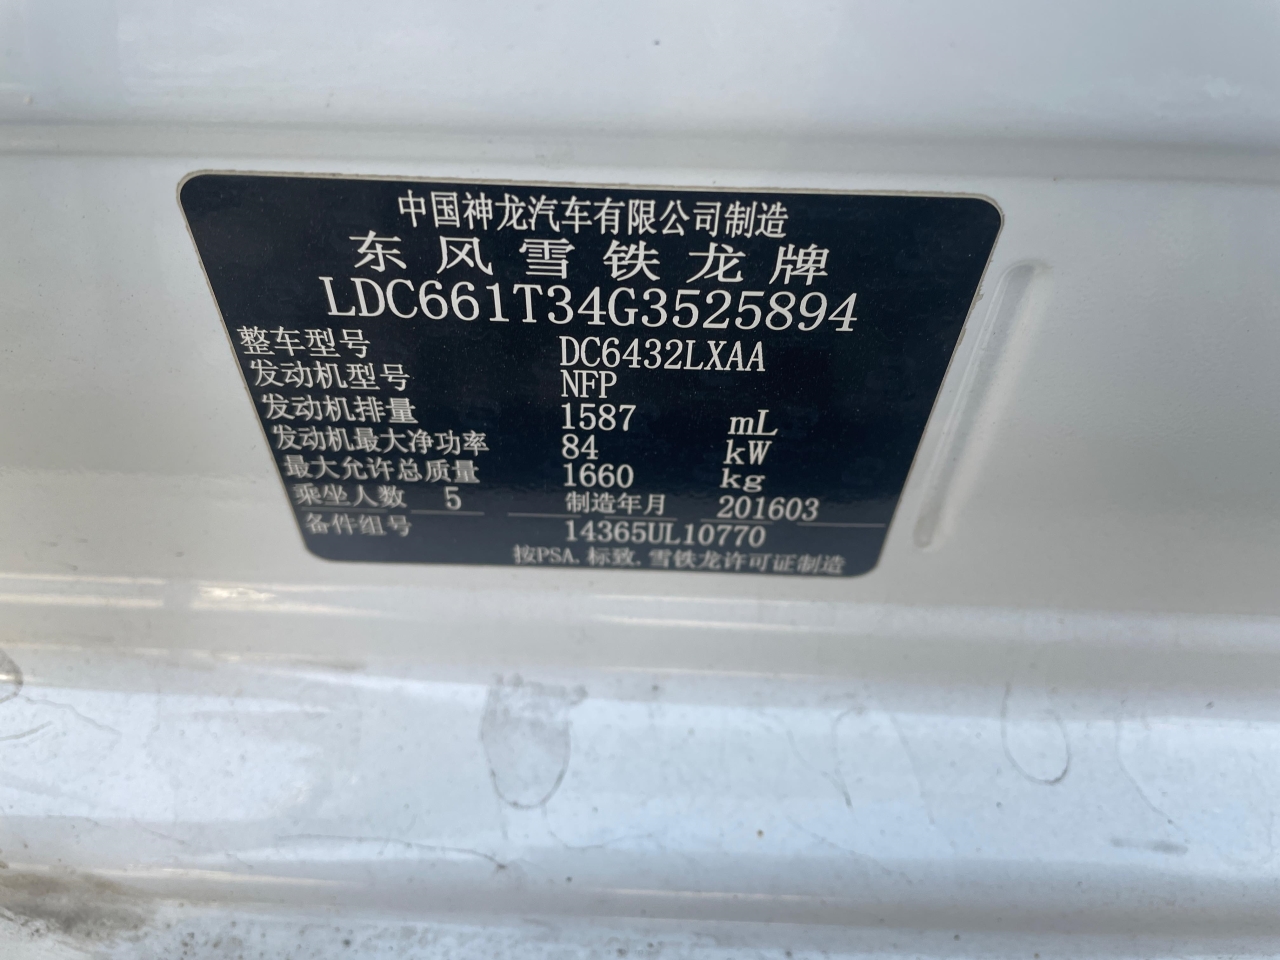 中国神龙汽车有限公司制造
东风雪铁龙牌
LDC661T34G3525894
整车型号 DC6432LXAA
发动机型号 NFP
发动机排量 1587 mL
发动机最大净功率 84 kW
最大允许总质量 1660 kg
乘坐人数 5 制造年月 201603
备件组号 14365UL10770
按PSA.标致.雪铁龙许可证制造